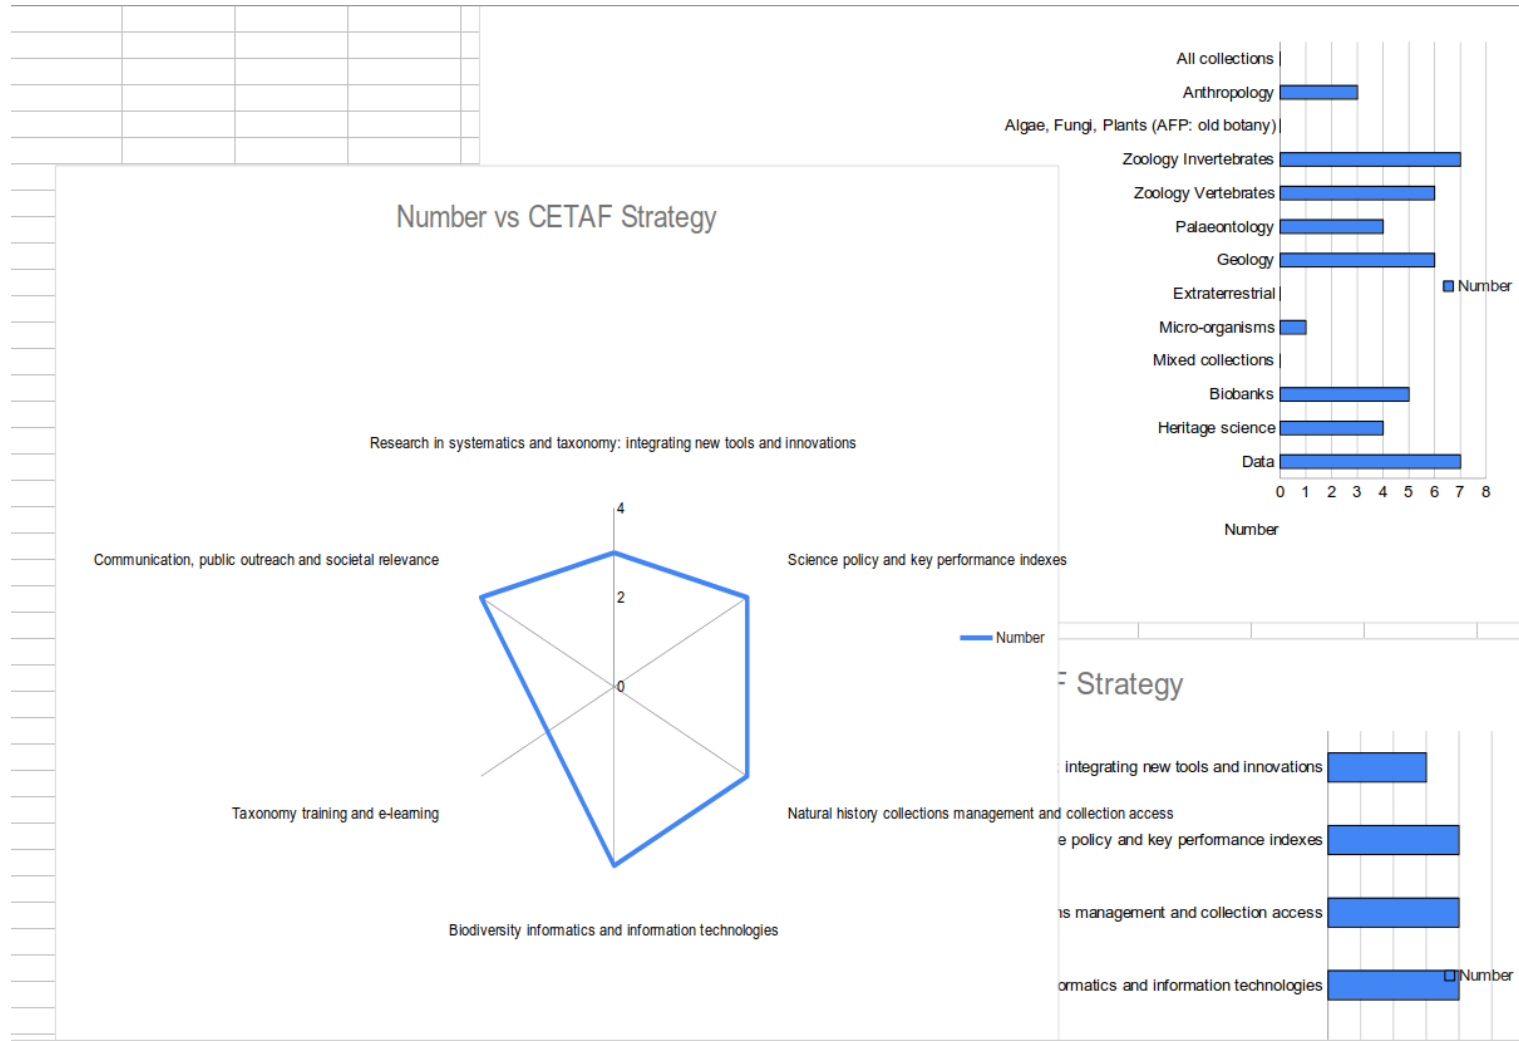 All collections
Anthropology
Algae, Fungi, Plants (AFP: old botany)
Zoology Invertebrates
Zoology Vertebrates
Palaeontology
Geology
Extraterrestrial
Micro-organisms
Mixed collections
Biobanks
Heritage science
Data
0 1 2 3 4 5 6 7 8
Number
Number
Number vs CETAF Strategy
Research in systematics and taxonomy: integrating new tools and innovations
Communication, public outreach and societal relevance
Science policy and key performance indexes
4
2
0
Number
Taxonomy training and e-learning
Natural history collections management and collection access
Biodiversity informatics and information technologies
Strategy
integrating new tools and innovations
policy and key performance indexes
management and collection access
and information technologies
Number